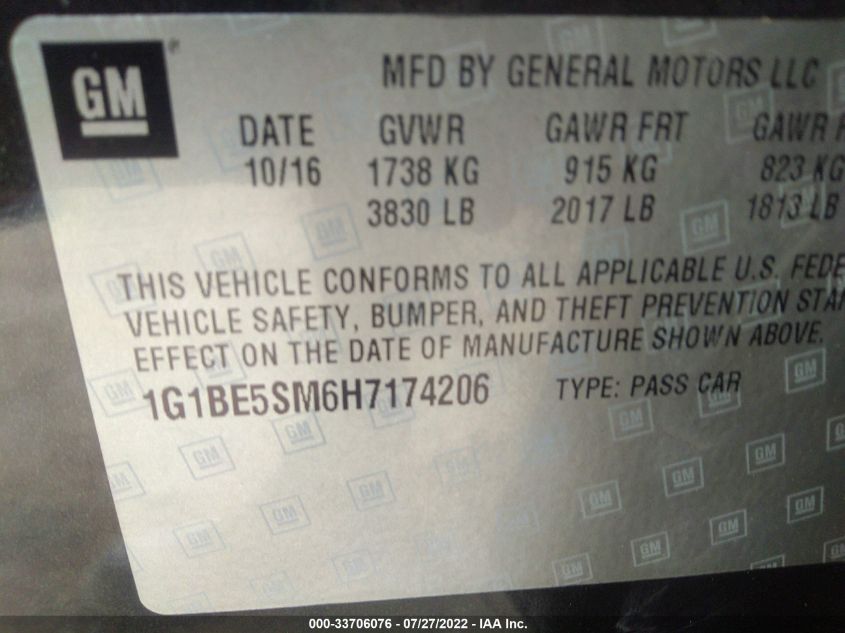 GM
MFD BY GENERAL MOTORS LLC
DATE GVWR GAWR FRT GAWR
10/16 1738 KG 915 KG 823 KG
3830 LB 2017 LB 1813 LB
THIS VEHICLE CONFORMS TO ALL APPLICABLE U.S. FEDE
VEHICLE SAFETY, BUMPER, AND THEFT PREVENTION STAN
EFFECT ON THE DATE OF MANUFACTURE SHOWN ABOVE.
1G1BE5SM6H7174206 TYPE: PASS CAR
000-33706076 - 07/27/2022 - IAA Inc.